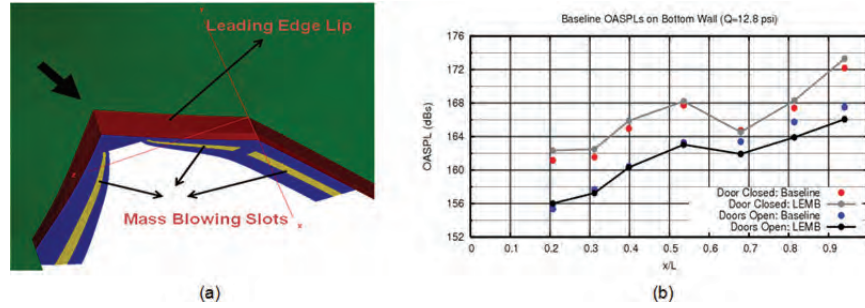 Leading Edge Lip
Mass Blowing Slots
(a)
Baseline OASPLs on Bottom Wall (Q=12.8 psi)
OASPL (dBs)
176
172
168
164
160
156
152
0 0.1 0.2 0.3 0.4 0.5 0.6 0.7 0.8 0.9
x/L
Door Closed: Baseline
Door Closed: LEMB
Doors Open: Baseline
Doors Open: LEMB
(b)